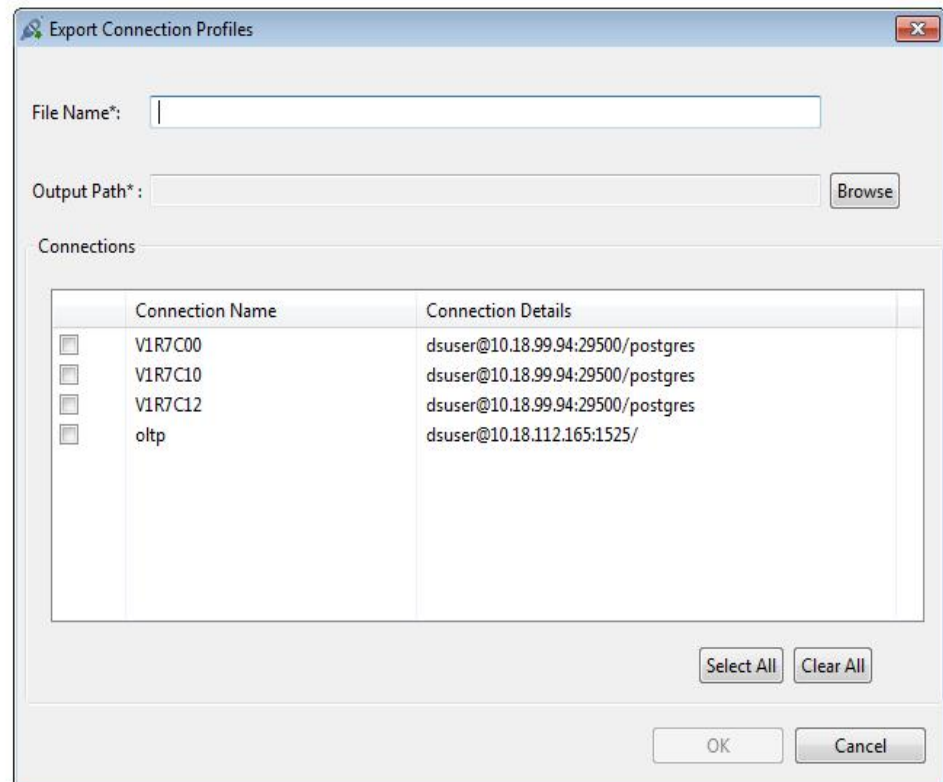 Export Connection Profiles
File Name*:
Output Path* :
Browse
Connections
Connection Name Connection Details
V1R7C00 dsuser@10.18.99.94:29500/postgres
V1R7C10 dsuser@10.18.99.94:29500/postgres
V1R7C12 dsuser@10.18.99.94:29500/postgres
oltp dsuser@10.18.112.165:1525/
Select All Clear All
OK Cancel